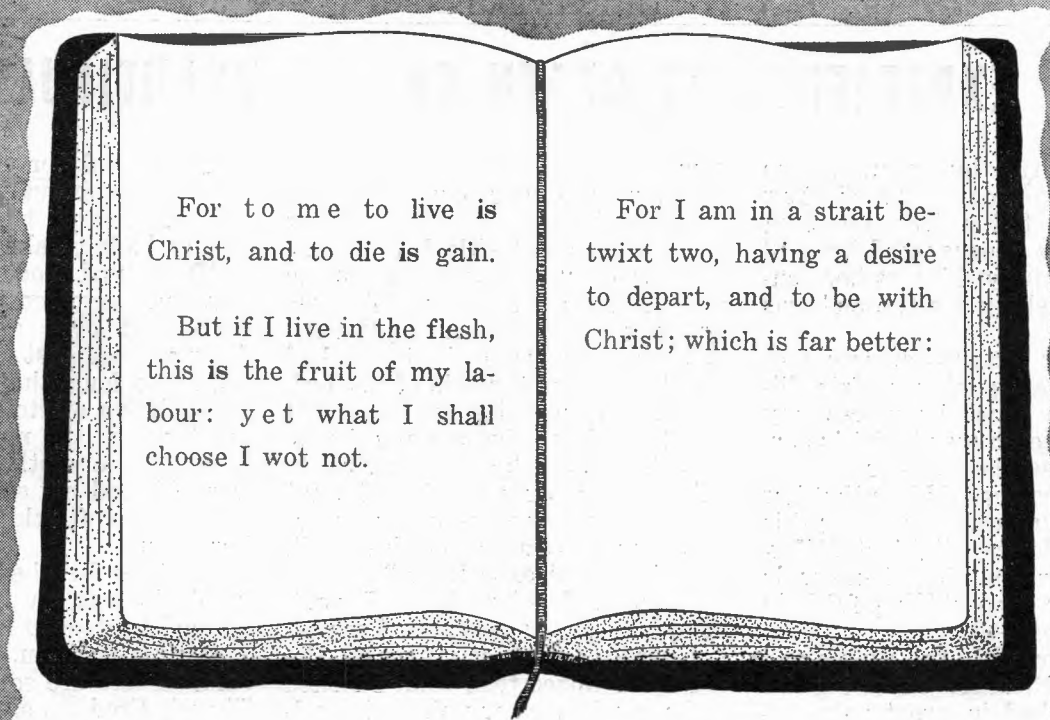 For to me to live is
Christ, and to die is gain.
But if I live in the flesh,
this is the fruit of my la-
bour: yet what I shall
choose I wot not.
For I am in a strait be-
twixt two, having a desire
to depart, and to be with
Christ; which is far better: